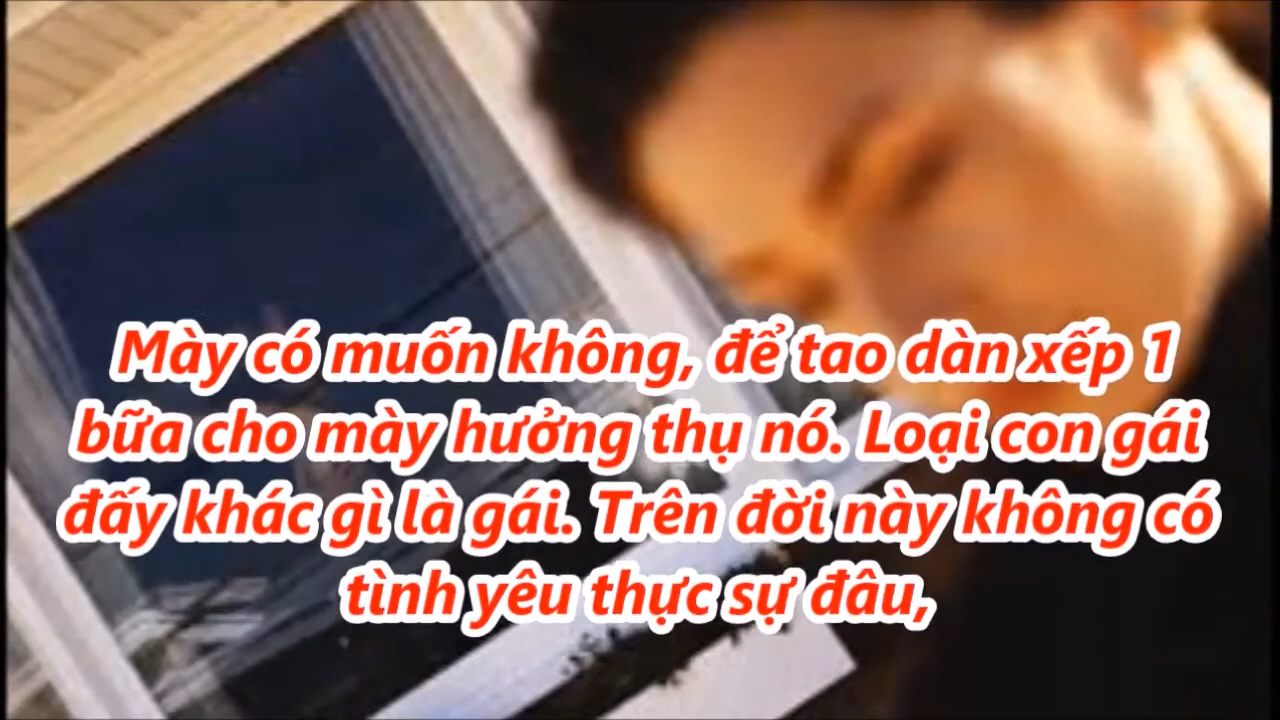 Mày có muốn không, để tao dàn xếp 1
bữa cho mày hưởng thụ nó. Loại con gái
đấy khác gì là gái. Trên đời này không có
tình yêu thực sự đâu,